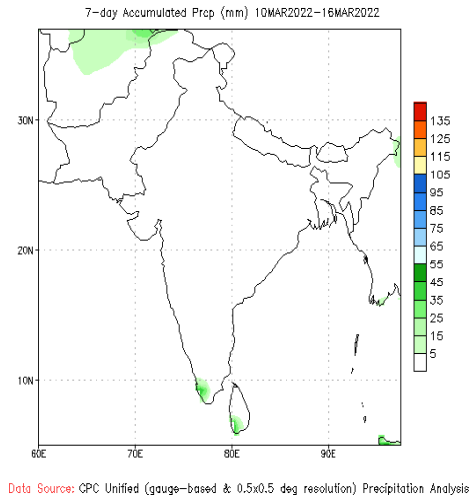 7-day Accumulated Prcp (mm) 10MAR2022-16MAR2022
30N
20N
10N
60E
70E
80E
90E
135
125
115
105
95
85
75
65
55
45
35
25
15
5
Data Source: CPC Unified (gauge-based & 0.5x0.5 deg resolution) Precipitation Analysis